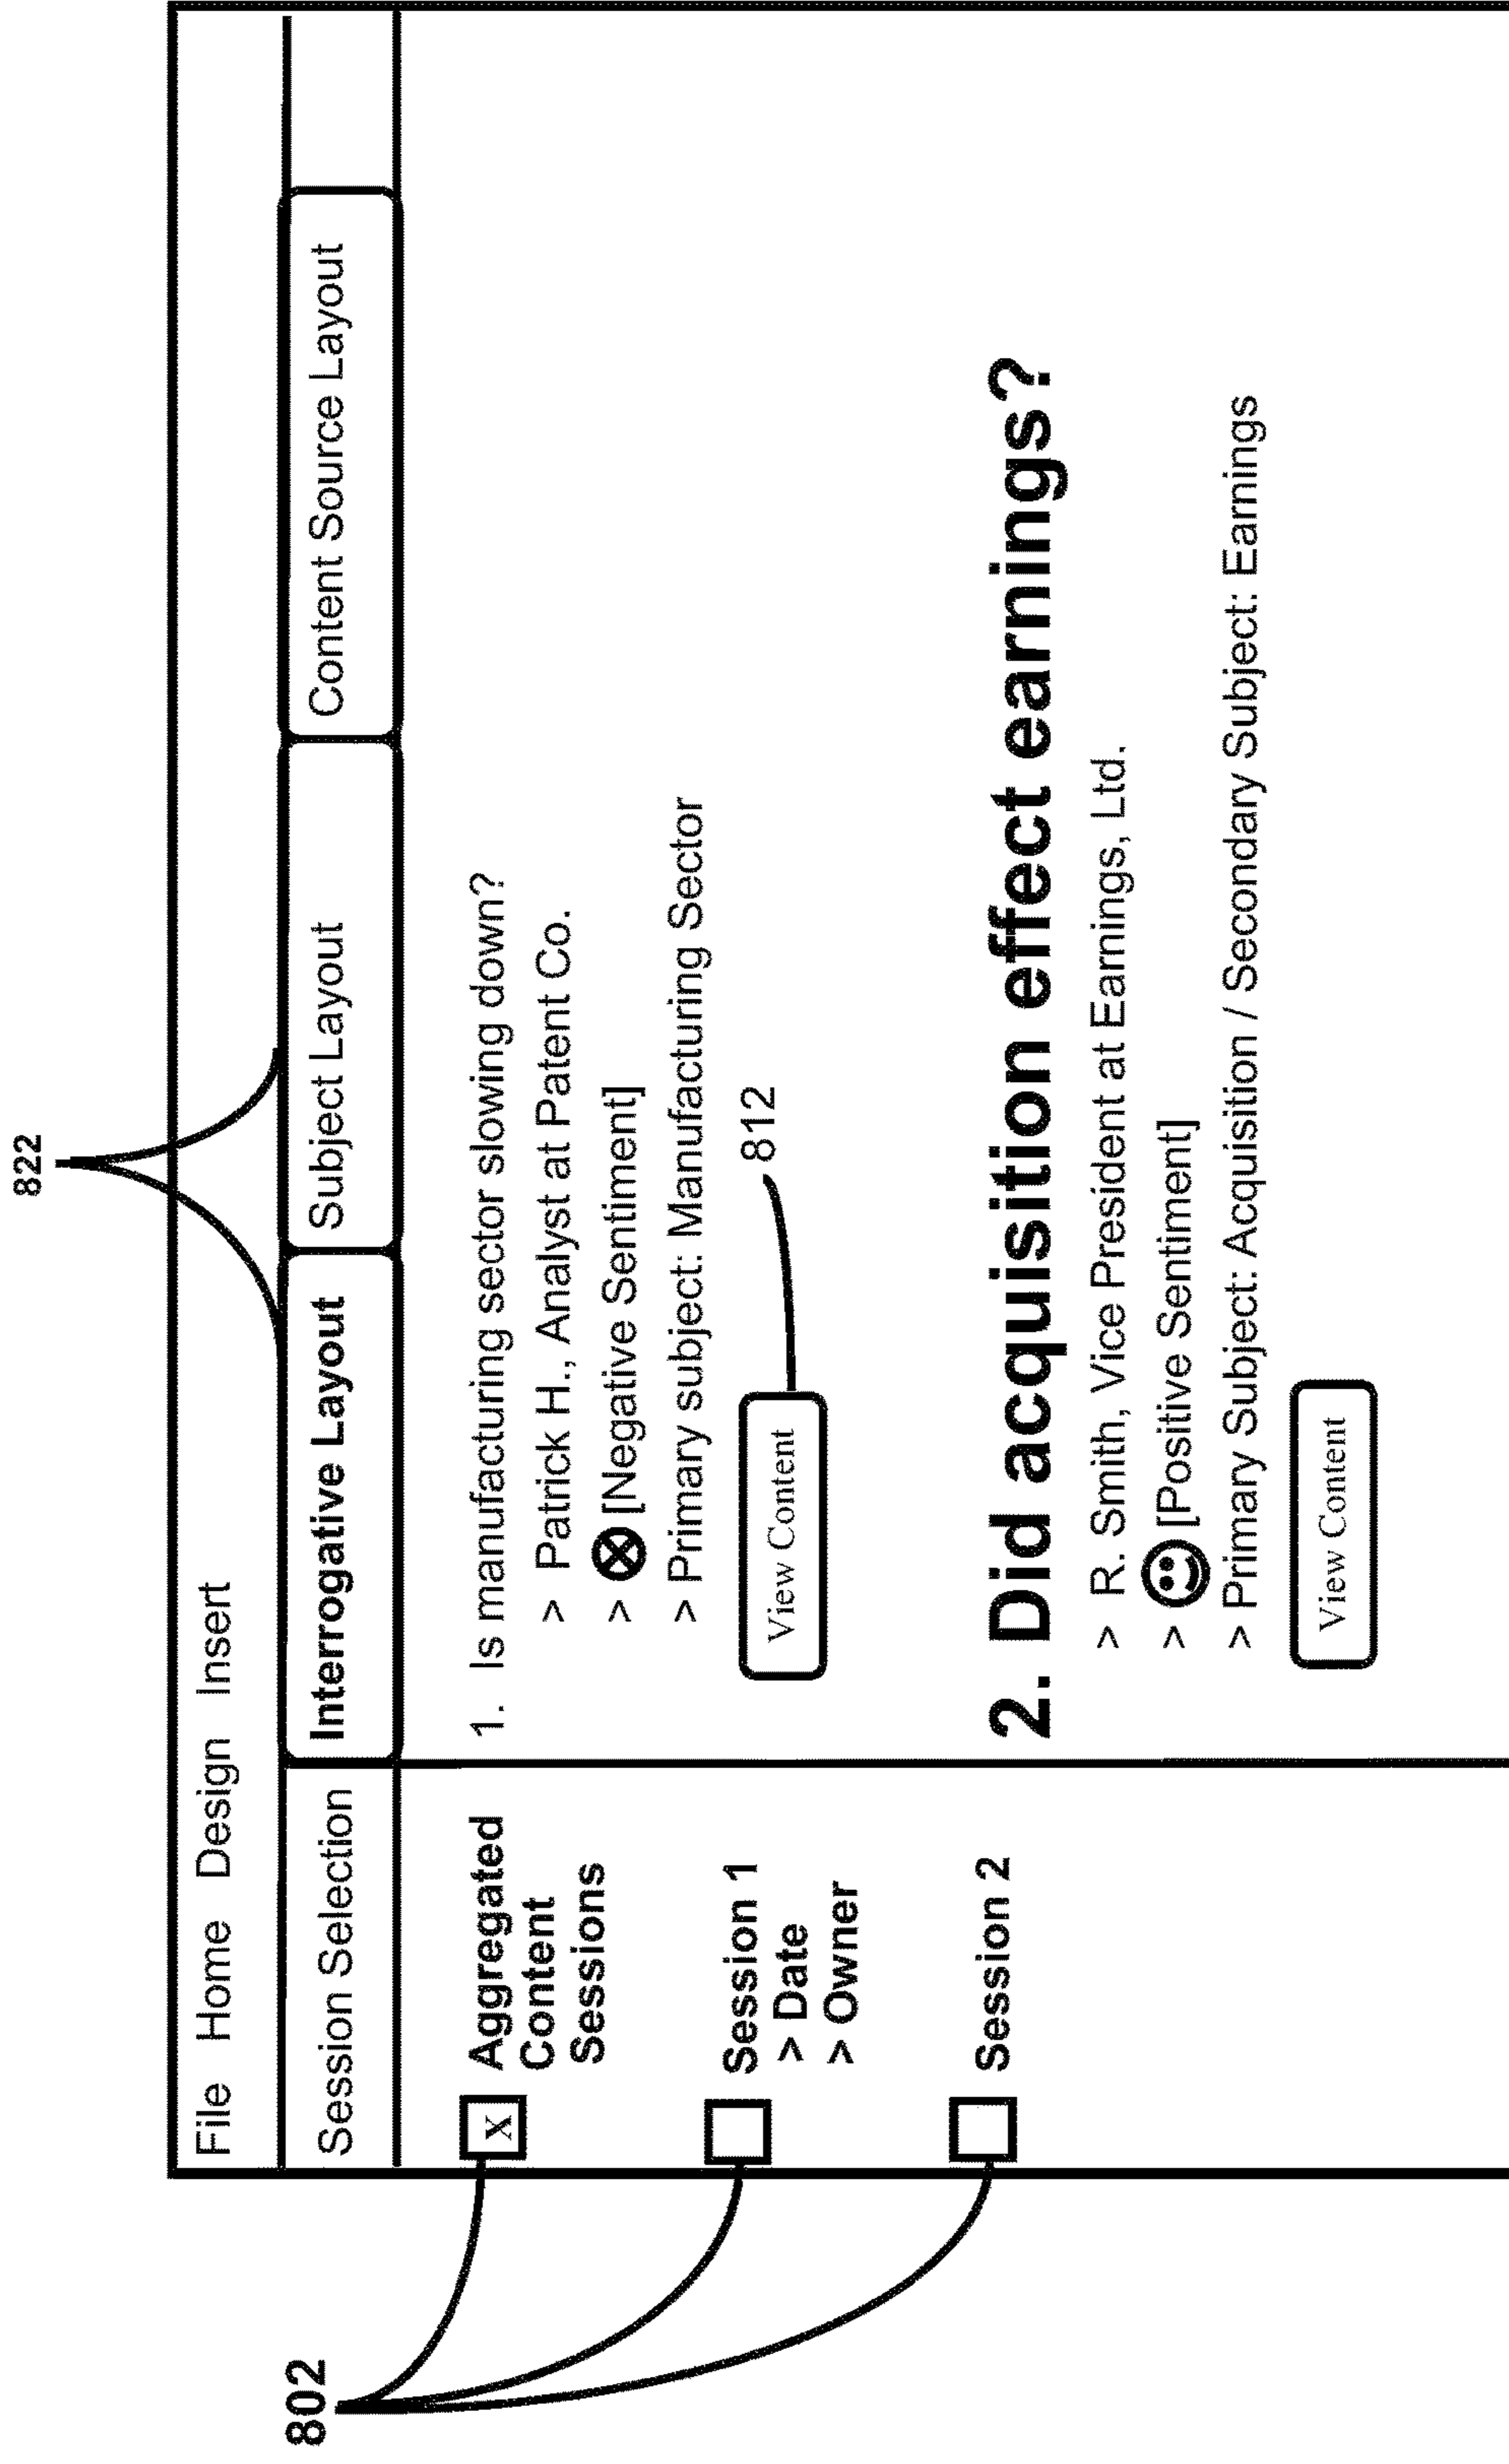 822
File Home Design Insert
Session Selection
Interrogative Layout
Subject Layout
Content Source Layout
802
X
Aggregated
Content
Sessions
Session 1
> Date
> Owner
Session 2
1. Is manufacturing sector slowing down?
> Patrick H., Analyst at Patent Co.
> [Negative Sentiment]
> Primary subject: Manufacturing Sector
View Content
812
2. Did acquisition effect earnings?
> R. Smith, Vice President at Earnings, Ltd.
> [Positive Sentiment]
> Primary Subject: Acquisition / Secondary Subject: Earnings
View Content